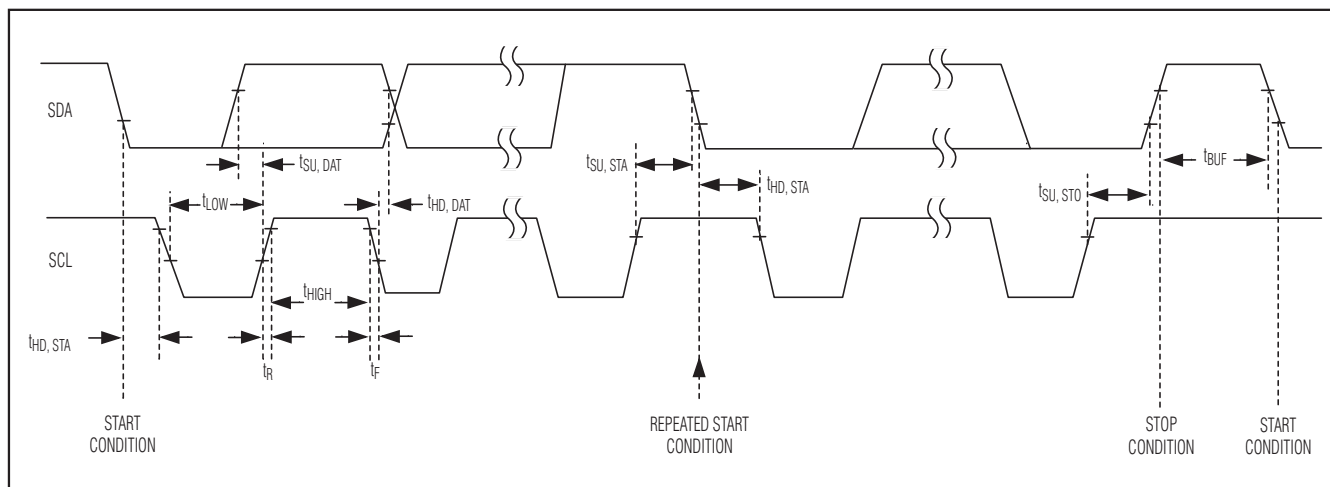 SDA
tSU, DAT
tSU, STA
tHD, STA
tBUF
tSU, STO
tLOW
tHD, DAT
SCL
tHIGH
tHD, STA
tR
tF
START
CONDITION
REPEATED START
CONDITION
STOP
CONDITION
START
CONDITION